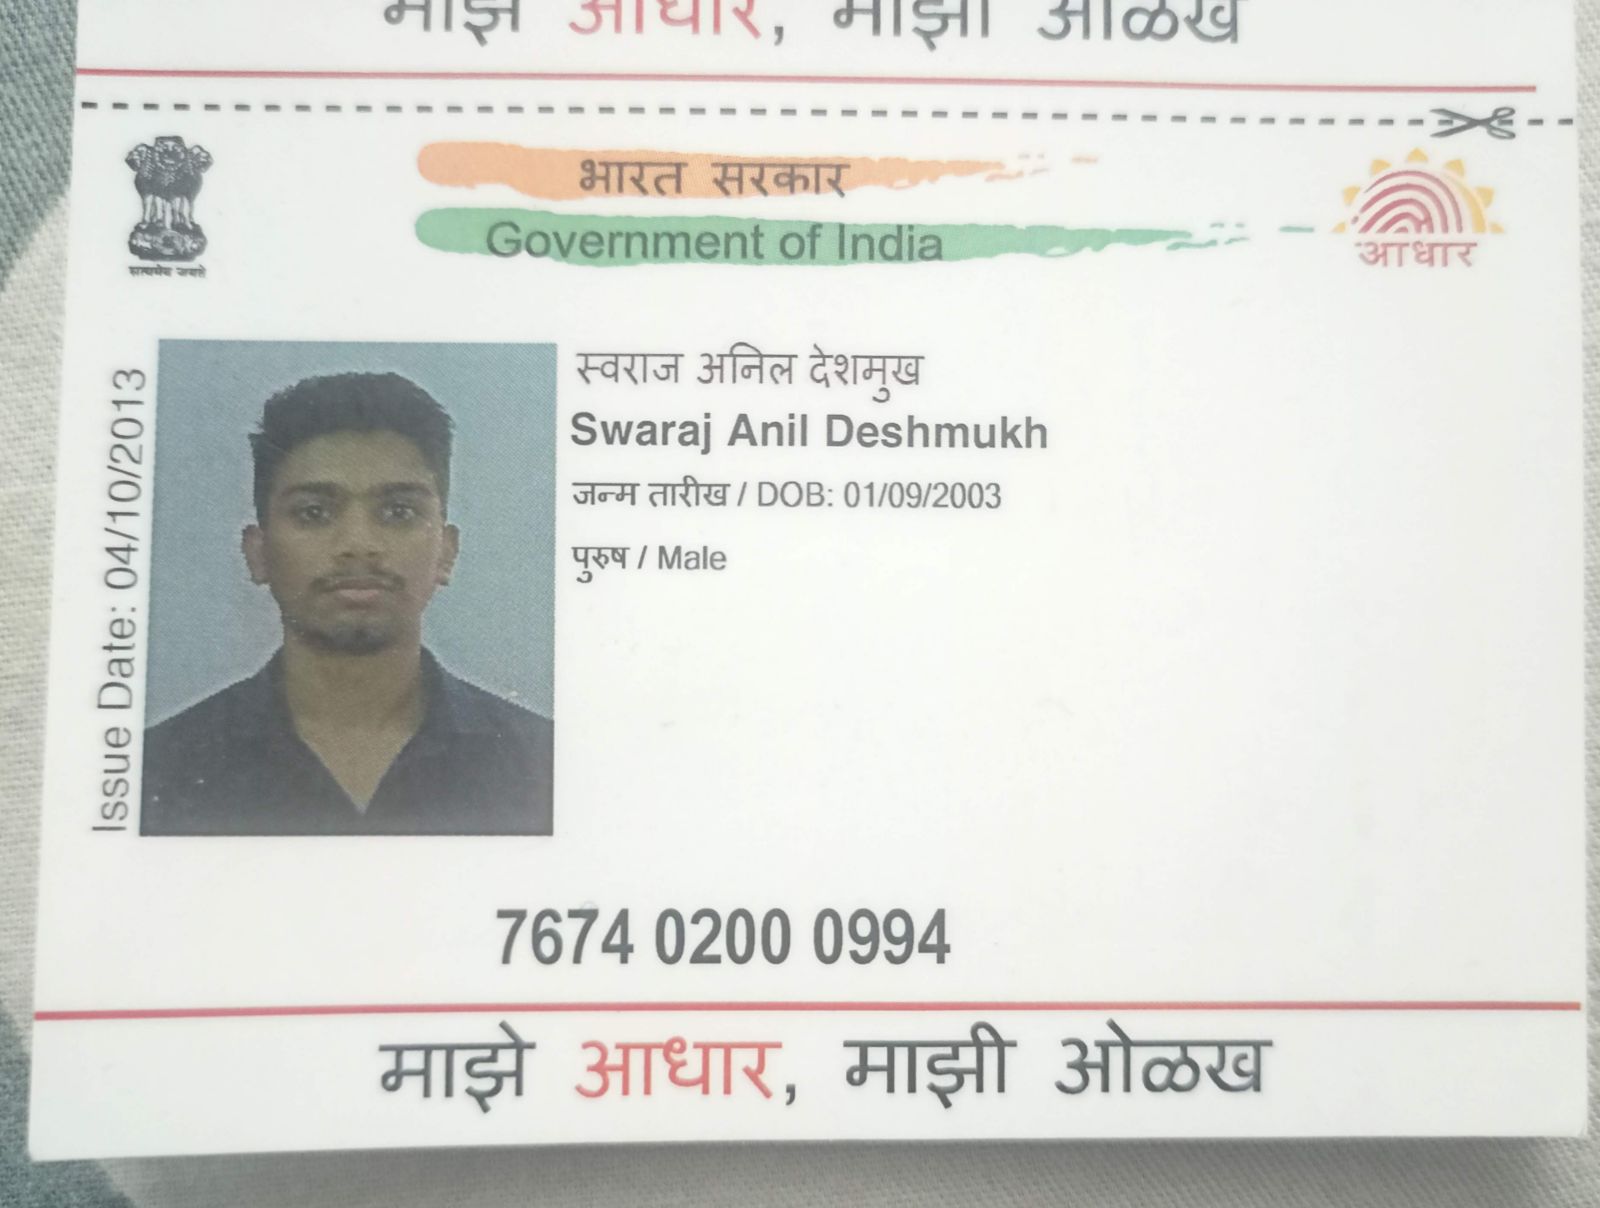 माझे आधार, माझी ओळख
भारत सरकार
Government of India
सत्यमेव जयते
आधार
Issue Date: 04/10/2013
स्वराज अनिल देशमुख
Swaraj Anil Deshmukh
जन्म तारीख / DOB: 01/09/2003
पुरुष / Male
7674 0200 0994
माझे आधार, माझी ओळख